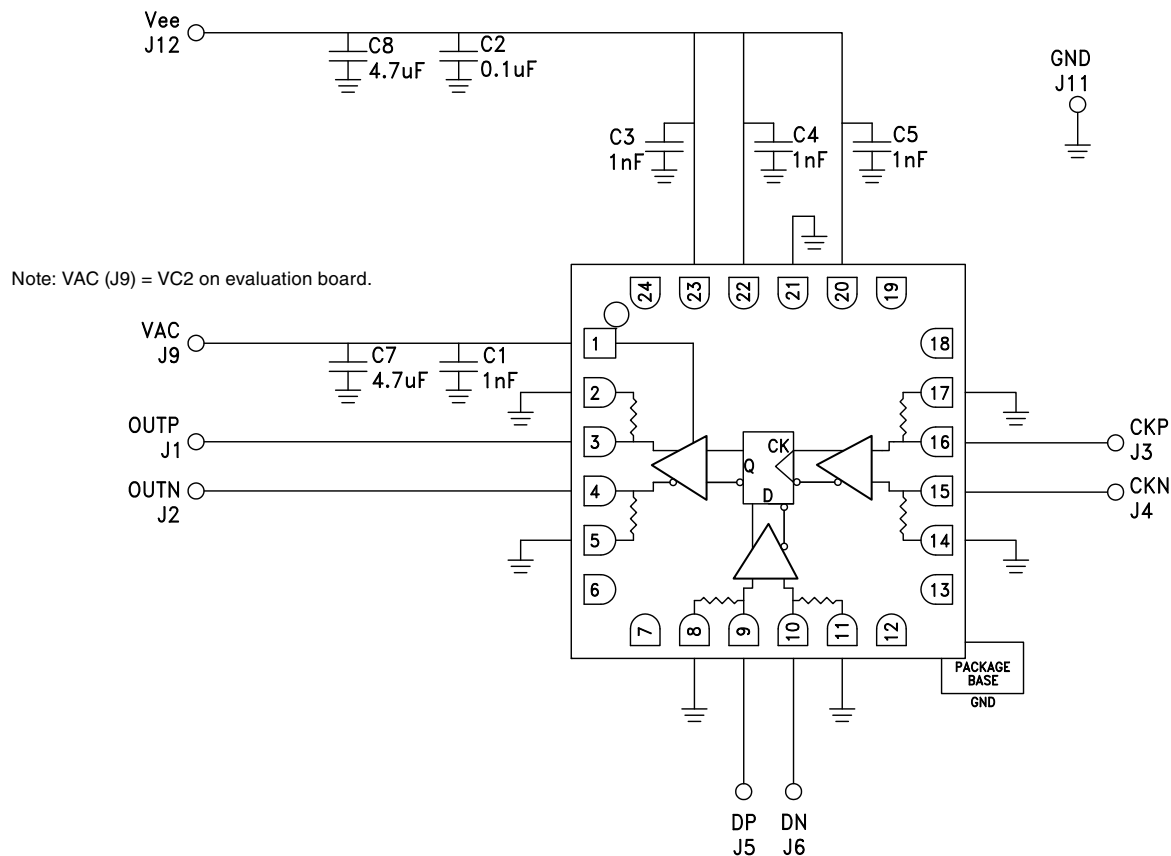 Vee
J12
C8
4.7uF
C2
0.1uF
GND
J11
C3
1nF
C4
1nF
C5
1nF
Note: VAC (J9) = VC2 on evaluation board.
24
23
22
21
20
19
VAC
J9
C7
4.7uF
C1
1nF
1
18
2
17
OUTP
J1
3
16
CKP
J3
CK
Q
D
OUTN
J2
4
15
CKN
J4
5
14
6
13
7
8
9
10
11
12
PACKAGE
BASE
GND
DP
J5
DN
J6